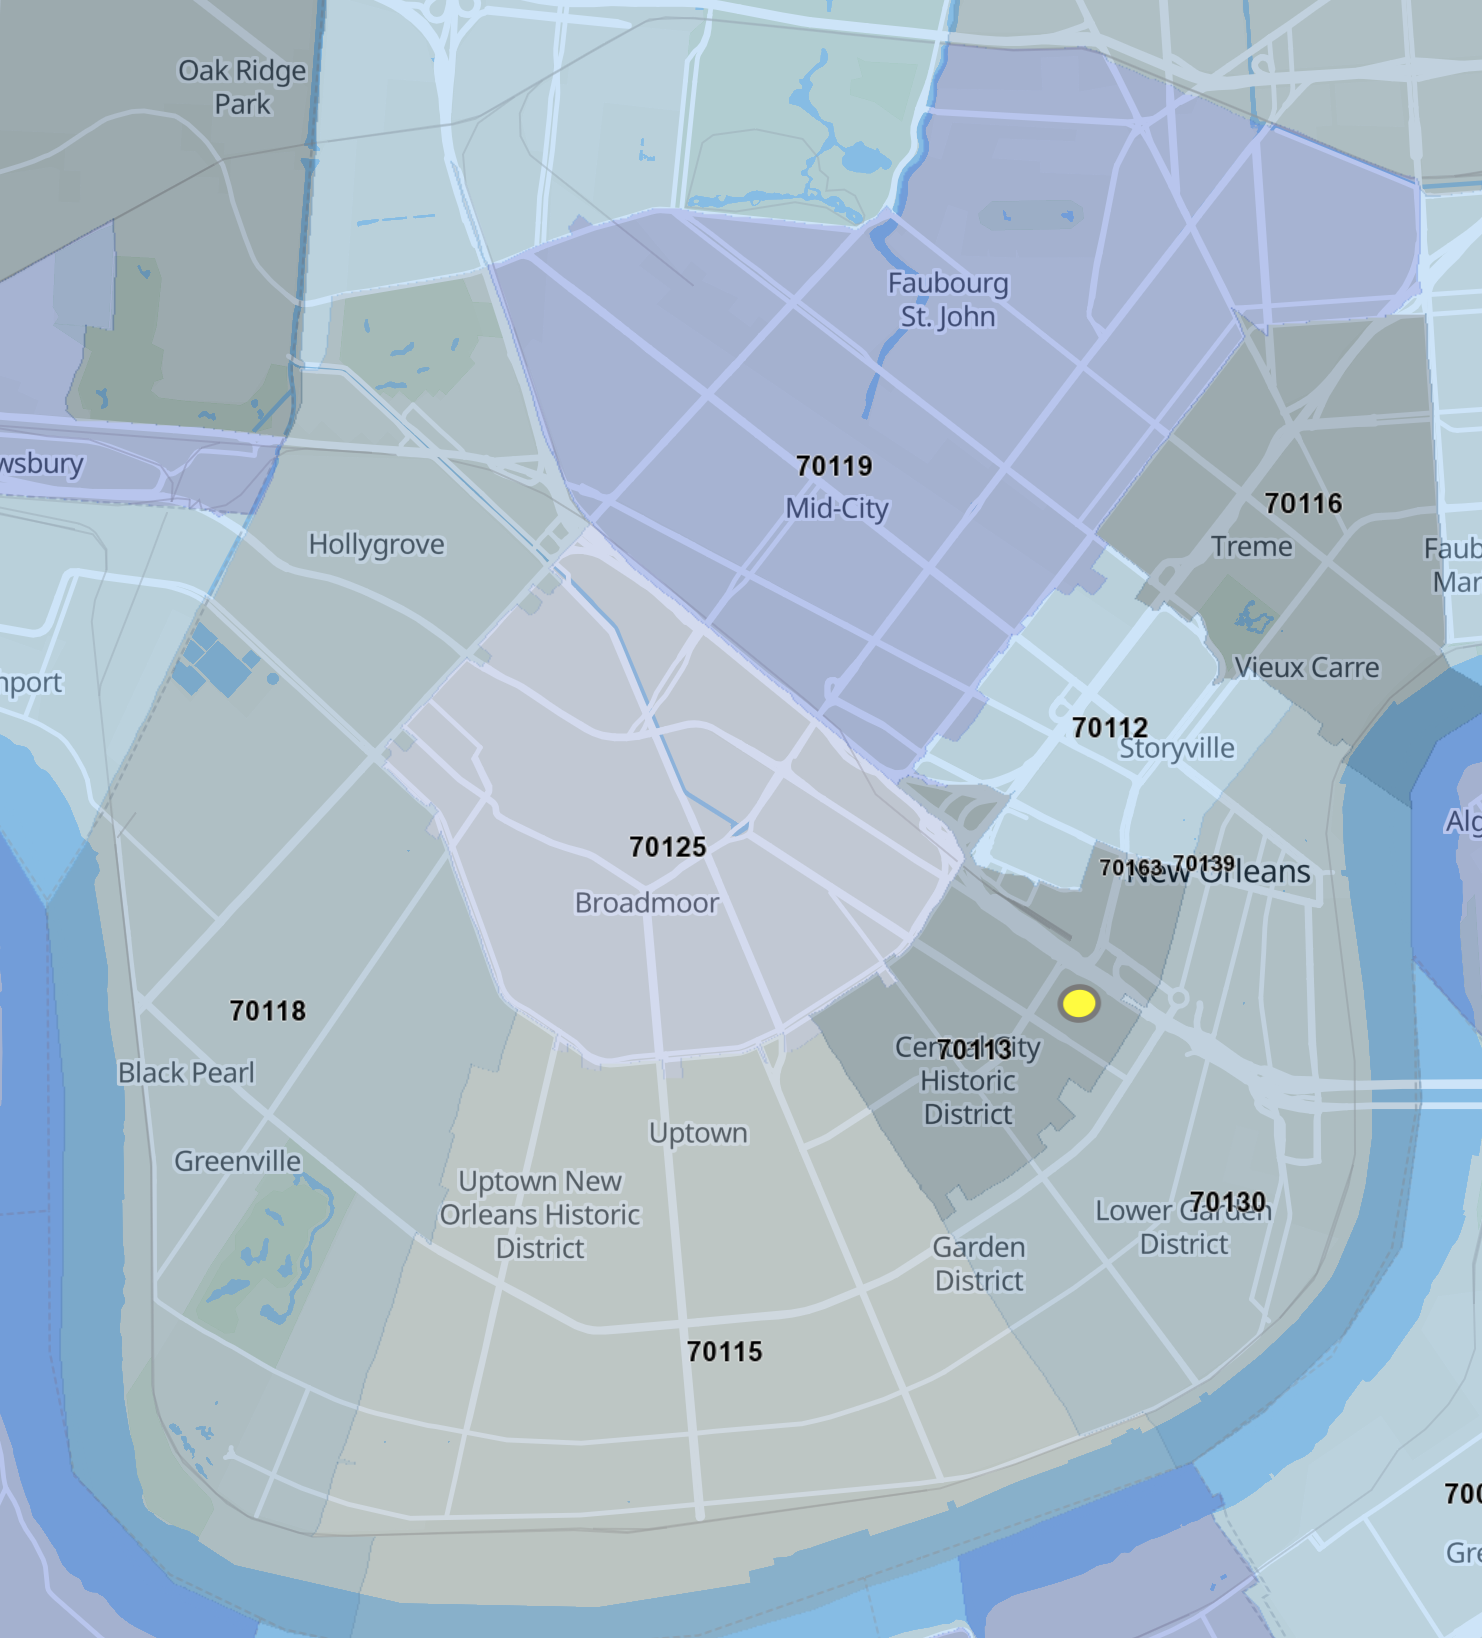 Oak Ridge
Park
Faubourg
St. John
wsbury
70119
Mid-City
70116
Treme
Faub
Mar
Hollygrove
nport
Vieux Carre
70112
Storyville
Alg
70125
Broadmoor
70163
70139
New Orleans
70118
Black Pearl
Central City
70113
Historic
District
Uptown
Greenville
Uptown New
Orleans Historic
District
70130
Lower Garden
District
Garden
District
70115
700
Gre